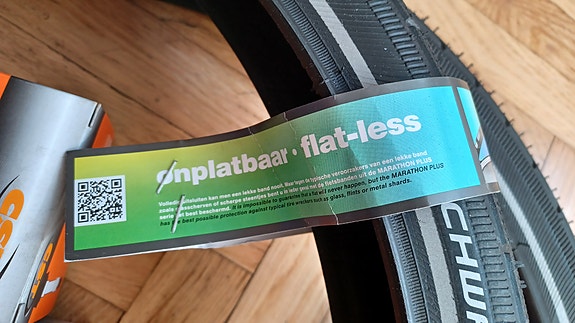 onplatbaar · flat-less
Volledig uitsluiten kan men een lekke band nooit. Maar tegen de typische veroorzakers van een lekke band
zoals glasscherven of scherpe steentjes bent u in ieder geval met de fietsbanden uit de MARATHON PLUS
serie het best beschermd. It is impossible to guarantee that a flat will never happen, but the MARATHON PLUS
has the best possible protection against typical tire wreckers such as glass, flints or metal shards.
CHWA